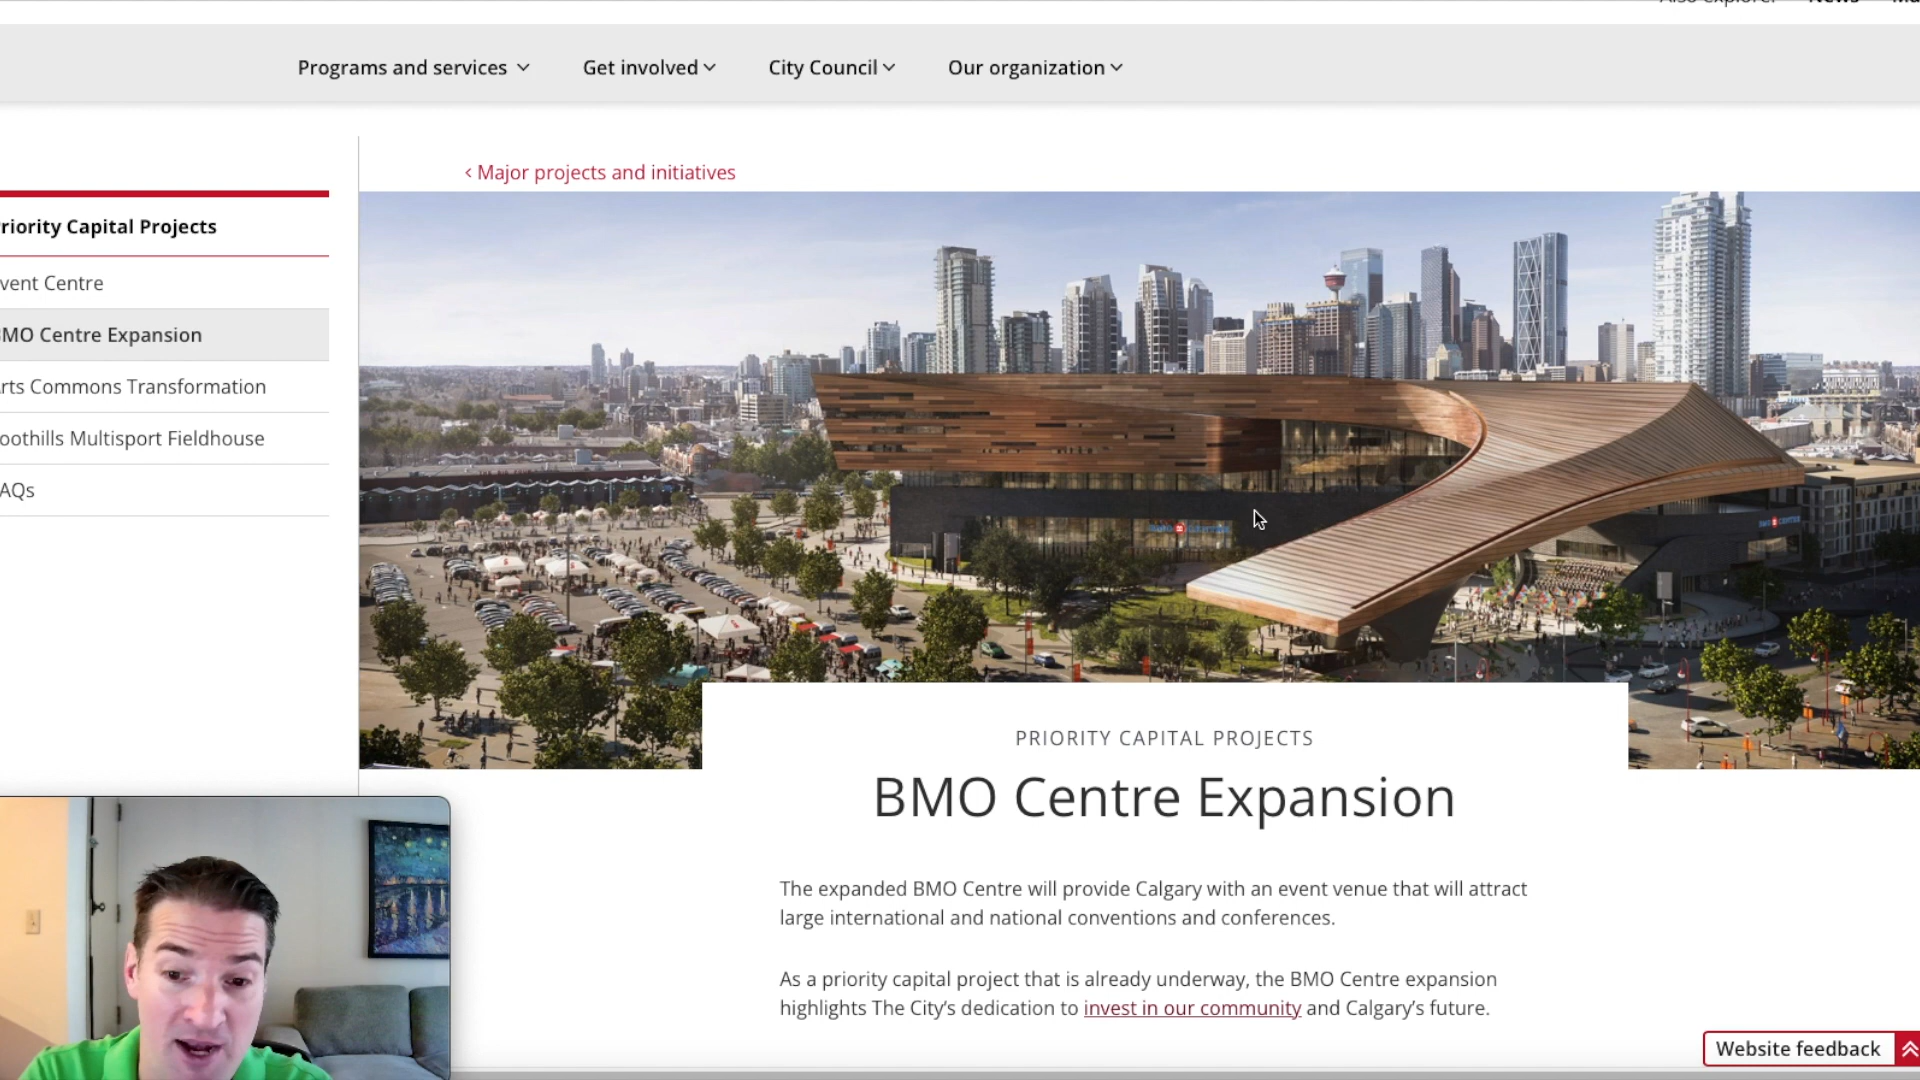 News
Programs and services
Get involved
City Council
Our organization
< Major projects and initiatives
riority Capital Projects
vent Centre
MO Centre Expansion
rts Commons Transformation
oothills Multisport Fieldhouse
AQs
PRIORITY CAPITAL PROJECTS
BMO Centre Expansion
The expanded BMO Centre will provide Calgary with an event venue that will attract
large international and national conventions and conferences.
As a priority capital project that is already underway, the BMO Centre expansion
highlights The City's dedication to invest in our community and Calgary's future.
Website feedback